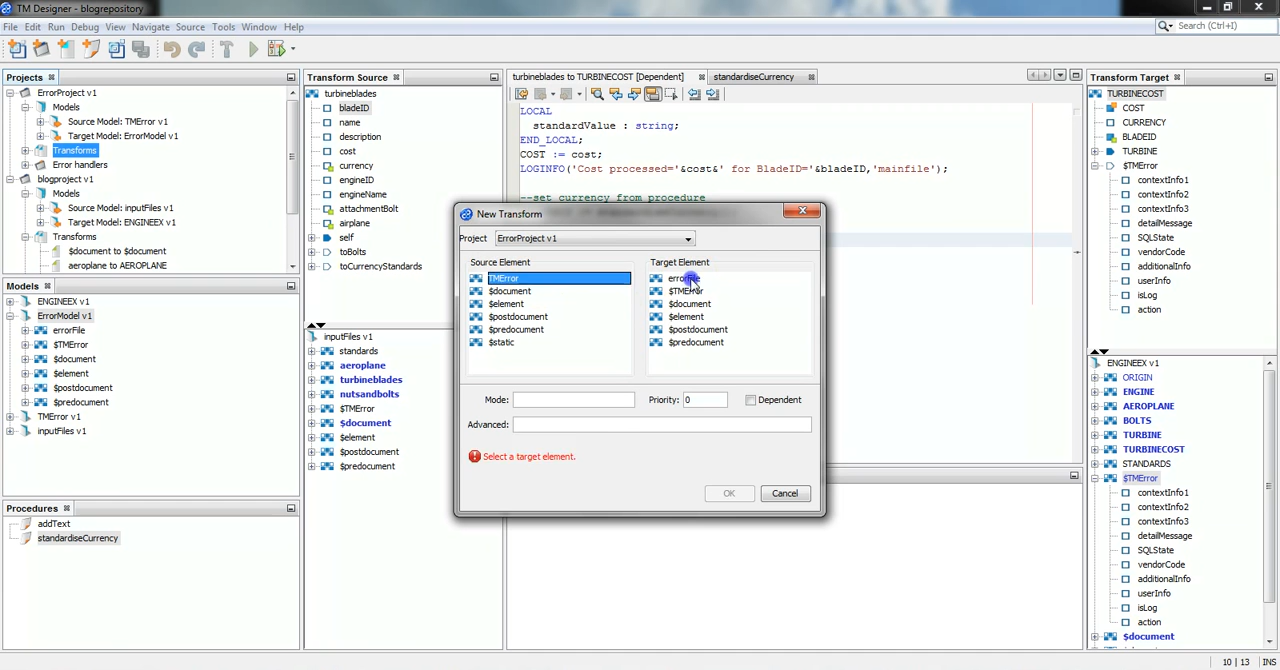 TM Designer - blogrepository
File Edit Run Debug View Navigate Source Tools Window Help
Search (Ctrl+I)
Projects
ErrorProject v1
Models
Source Model: TMError v1
Target Model: ErrorModel v1
Transforms
Error handlers
blogproject v1
Models
Source Model: inputFiles v1
Target Model: ENGINEEX v1
Transforms
$document to $document
aeroplane to AEROPLANE
Models
ENGINEEX v1
ErrorModel v1
errorFile
$TMError
$document
$element
$postdocument
$predocument
TMError v1
inputFiles v1
Procedures
addText
standardiseCurrency
Transform Source
turbineblades
bladeID
name
description
cost
currency
engineID
engineName
attachmentBolt
airplane
self
toBolts
toCurrencyStandards
inputFiles v1
standards
aeroplane
turbineblades
nutsandbolts
$TMError
$document
$element
$postdocument
$predocument
turbineblades to TURBINECOST [Dependent]
standardiseCurrency
LOCAL
standardValue : string;
END_LOCAL;
COST := cost;
LOGINFO('Cost processed='&cost&' for BladeID='&bladeID,'mainfile');
--set currency from procedure
New Transform
Project ErrorProject v1
Source Element
TMError
$document
$element
$postdocument
$predocument
$static
Target Element
errorFile
$TMError
$document
$element
$postdocument
$predocument
Mode: Priority: 0 Dependent
Advanced:
Select a target element.
OK Cancel
Transform Target
TURBINECOST
COST
CURRENCY
BLADEID
TURBINE
$TMError
contextInfo1
contextInfo2
contextInfo3
detailMessage
SQLState
vendorCode
additionalInfo
userInfo
isLog
action
ENGINEEX v1
ORIGIN
ENGINE
AEROPLANE
BOLTS
TURBINE
TURBINECOST
STANDARDS
$TMError
contextInfo1
contextInfo2
contextInfo3
detailMessage
SQLState
vendorCode
additionalInfo
userInfo
isLog
action
$document
10 | 13 INS